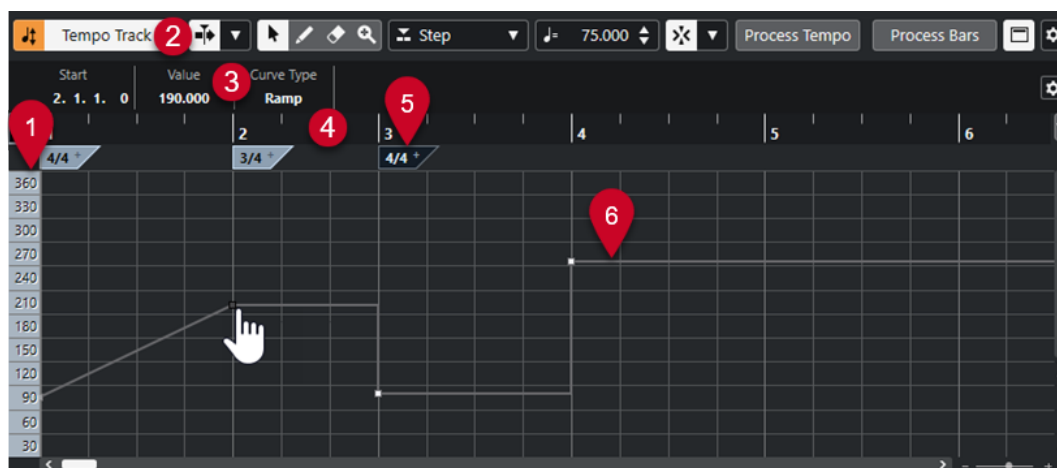 Tempo Track 2 Step 75.000 Process Tempo Process Bars
Start Value 3 Curve Type
2. 1. 1. 0 190.000 Ramp
1 2 4 3 5 4 5 6
4/4 + 3/4 + 4/4 +
360
330
300
6
270
240
210
180
150
120
90
60
30